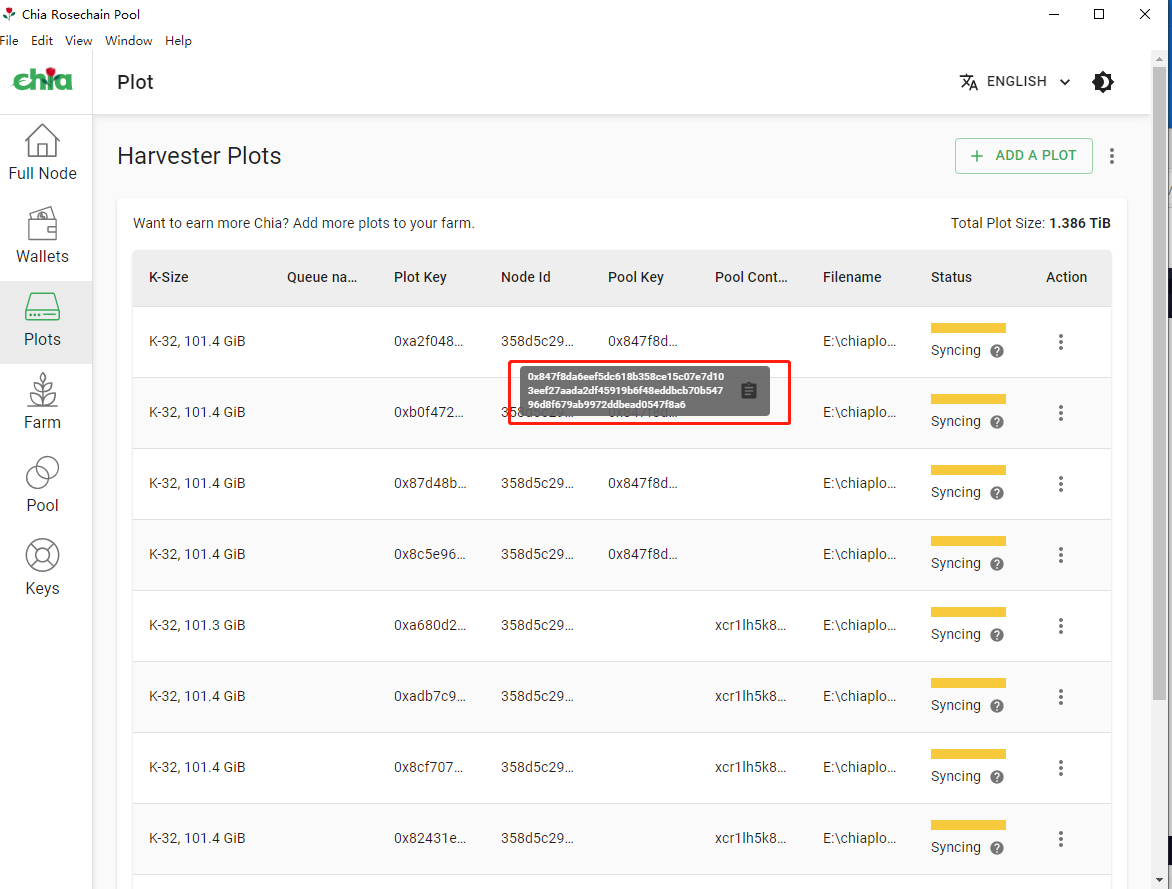 Chia Rosechain Pool
File Edit View Window Help
chia
Plot
ENGLISH
Full Node
Wallets
Plots
Farm
Pool
Keys
Harvester Plots
ADD A PLOT
Want to earn more Chia? Add more plots to your farm.
Total Plot Size: 1.386 TiB
K-Size Queue na... Plot Key Node Id Pool Key Pool Cont... Filename Status Action
K-32, 101.4 GiB 0xa2f048... 358d5c29... 0x847f8d... E:\chiaplo... Syncing
0x847f8da6eef5dc618b358ce15c07e7d10
3eef27aada2df45919b6f48eddbcb70b547
96d8f679ab9972ddbead0547f8a6
K-32, 101.4 GiB 0xb0f472... 358d5c29... 0x847f8d... E:\chiaplo... Syncing
K-32, 101.4 GiB 0x87d48b... 358d5c29... 0x847f8d... E:\chiaplo... Syncing
K-32, 101.4 GiB 0x8c5e96... 358d5c29... 0x847f8d... E:\chiaplo... Syncing
K-32, 101.3 GiB 0xa680d2... 358d5c29... xcr1lh5k8... E:\chiaplo... Syncing
K-32, 101.4 GiB 0xadb7c9... 358d5c29... xcr1lh5k8... E:\chiaplo... Syncing
K-32, 101.4 GiB 0x8cf707... 358d5c29... xcr1lh5k8... E:\chiaplo... Syncing
K-32, 101.4 GiB 0x82431e... 358d5c29... xcr1lh5k8... E:\chiaplo... Syncing